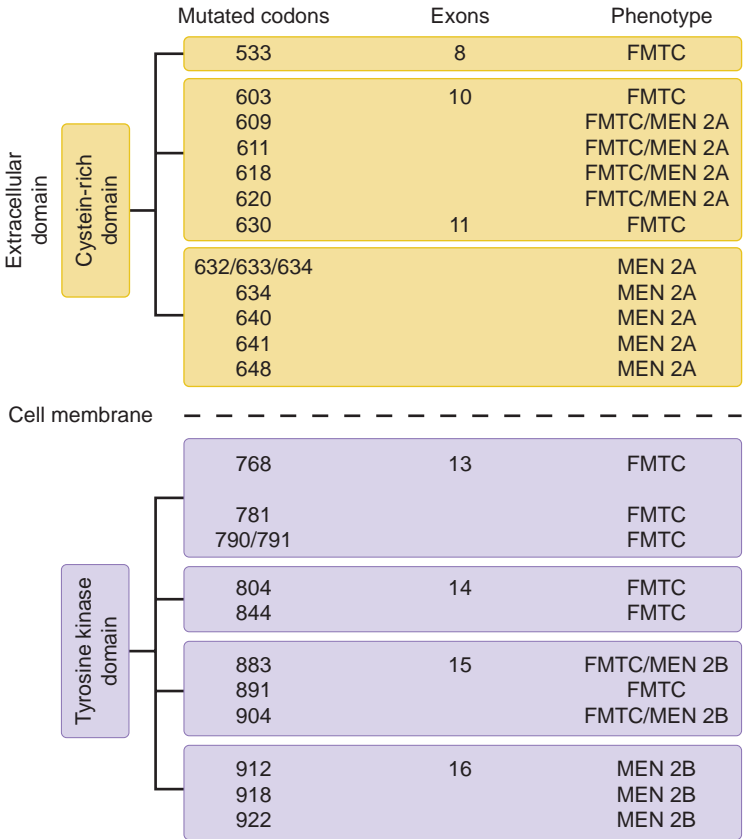 Mutated codons Exons Phenotype
533 8 FMTC
603 10 FMTC
609 FMTC/MEN 2A
611 FMTC/MEN 2A
618 FMTC/MEN 2A
620 FMTC/MEN 2A
630 11 FMTC
Extracellular
domain
Cystein-rich
domain
632/633/634 MEN 2A
634 MEN 2A
640 MEN 2A
641 MEN 2A
648 MEN 2A
Cell membrane
768 13 FMTC
781 FMTC
790/791 FMTC
Tyrosine kinase
domain
804 14 FMTC
844 FMTC
883 15 FMTC/MEN 2B
891 FMTC
904 FMTC/MEN 2B
912 16 MEN 2B
918 MEN 2B
922 MEN 2B